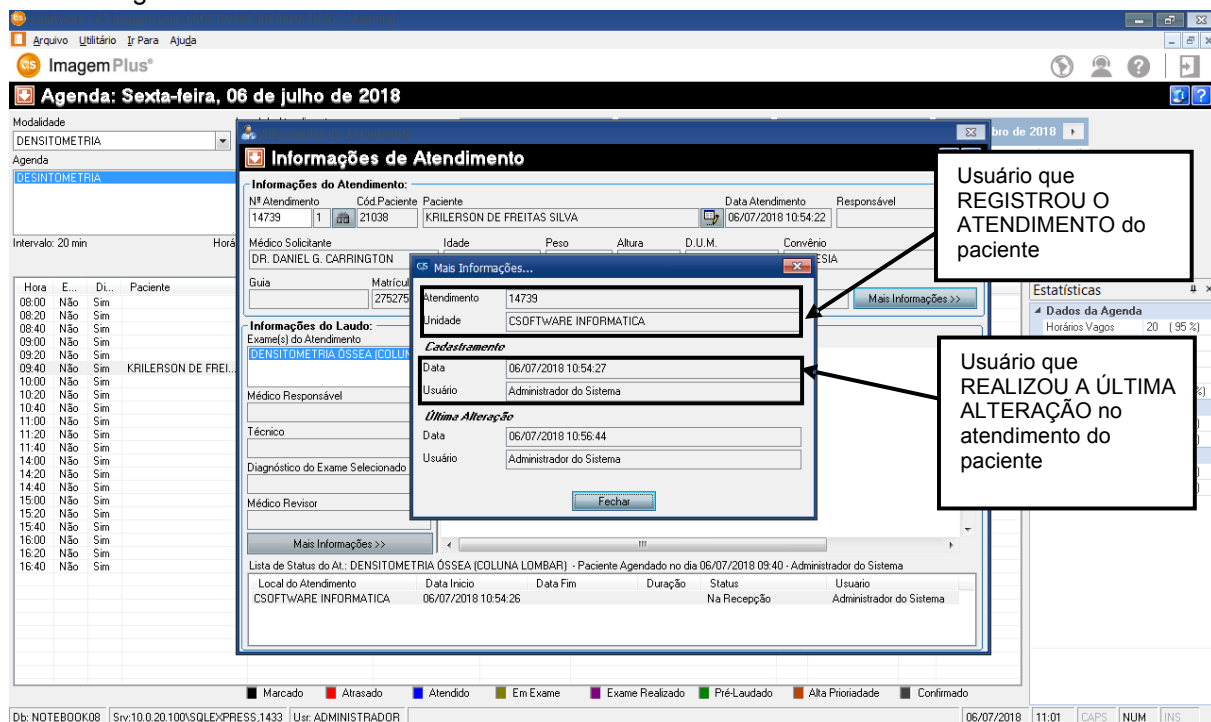 Arquivo Utilitário Ir Para Ajuda
CS ImagemPlus®
Agenda: Sexta-feira, 06 de julho de 2018
Modalidade
DENSITOMETRIA
Agenda
DESINTOMETRIA
Intervalo: 20 min Horá
bro de 2018
Hora E... Di... Paciente
08:00 Não Sim
08:20 Não Sim
08:40 Não Sim
09:00 Não Sim
09:20 Não Sim
09:40 Não Sim KRILERSON DE FREI...
10:00 Não Sim
10:20 Não Sim
10:40 Não Sim
11:00 Não Sim
11:20 Não Sim
11:40 Não Sim
14:00 Não Sim
14:20 Não Sim
14:40 Não Sim
15:00 Não Sim
15:20 Não Sim
15:40 Não Sim
16:00 Não Sim
16:20 Não Sim
16:40 Não Sim
Informações de Atendimento
Informações do Atendimento:
Nº Atendimento Cód.Paciente Paciente Data Atendimento Responsável
14739 1 21038 KRILERSON DE FREITAS SILVA 06/07/2018 10:54:22
Médico Solicitante Idade Peso Altura D.U.M. Convênio
DR. DANIEL G. CARRINGTON ESIA
Guia Matrícul
275275 Mais Informações >>
Informações do Laudo:
Exame(s) do Atendimento
DENSITOMETRIA ÓSSEA (COLUN
Médico Responsável
Técnico
Diagnóstico do Exame Selecionado
Médico Revisor
Mais Informações >>
CS Mais Informações...
Atendimento 14739
Unidade CSOFTWARE INFORMATICA
Cadastramento
Data 06/07/2018 10:54:27
Usuário Administrador do Sistema
Última Alteração
Data 06/07/2018 10:56:44
Usuário Administrador do Sistema
Fechar
Usuário que
REGISTROU O
ATENDIMENTO do
paciente
Estatísticas
Dados da Agenda
Horários Vagos 20 ( 95 %)
Usuário que
REALIZOU A ÚLTIMA
ALTERAÇÃO no
atendimento do
paciente
Lista de Status do At.: DENSITOMETRIA ÓSSEA (COLUNA LOMBAR) - Paciente Agendado no dia 06/07/2018 09:40 - Administrador do Sistema
Local do Atendimento Data Inicio Data Fim Duração Status Usuario
CSOFTWARE INFORMATICA 06/07/2018 10:54:26 Na Recepção Administrador do Sistema
Marcado Atrasado Atendido Em Exame Exame Realizado Pré-Laudado Alta Prioriadade Confirmado
Db: NOTEBOOK08 Srv:10.0.20.100\SQLEXPRESS,1433 Usr: ADMINISTRADOR 06/07/2018 11:01 CAPS NUM INS